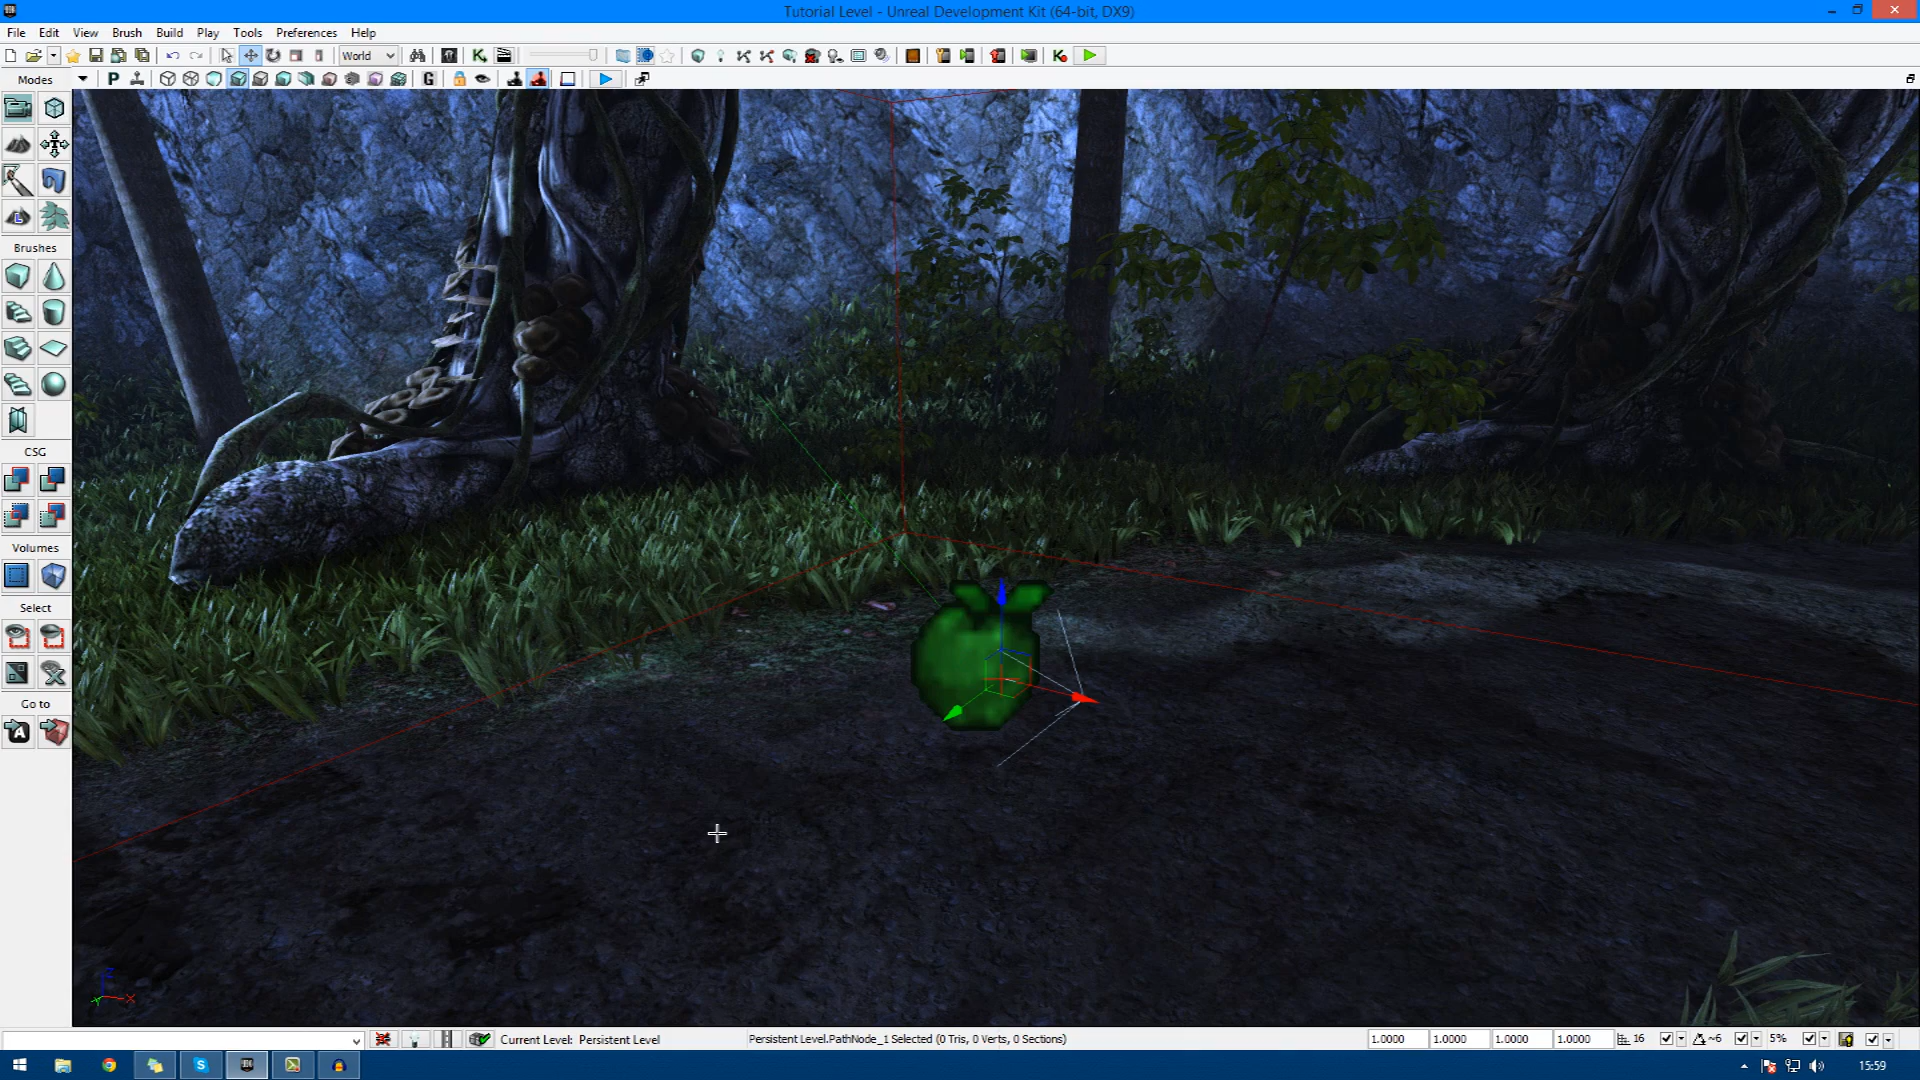 Tutorial Level - Unreal Development Kit (64-bit, DX9)
File Edit View Brush Build Play Tools Preferences Help
World
Modes
P
G
Brushes
CSG
Volumes
Select
Go to
A
Z
Y X
Current Level: Persistent Level
Persistent Level.PathNode_1 Selected (0 Tris, 0 Verts, 0 Sections)
1.0000 1.0000 1.0000 1.0000 16 ~6 5%
15:59